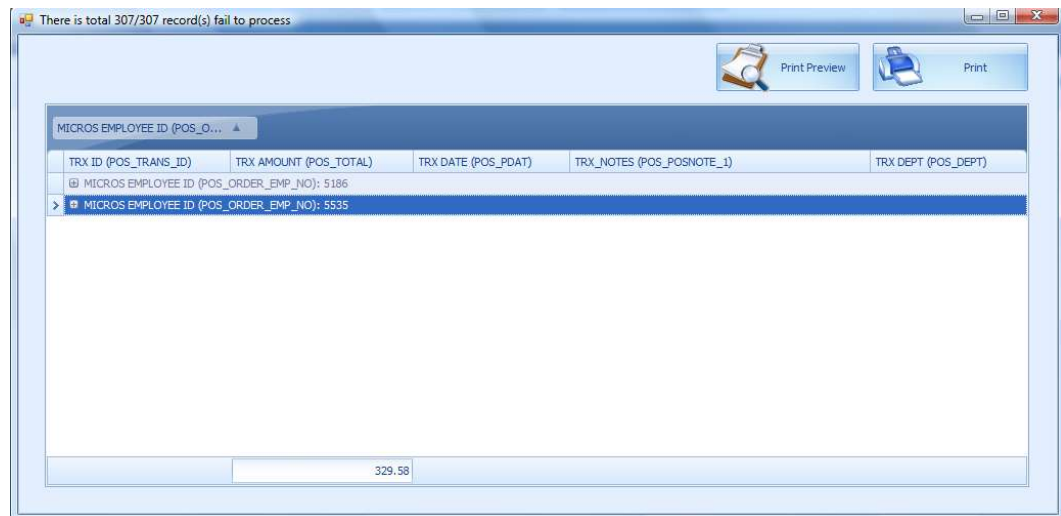 There is total 307/307 record(s) fail to process
Print Preview
Print
MICROS EMPLOYEE ID (POS_O...
TRX ID (POS_TRANS_ID) TRX AMOUNT (POS_TOTAL) TRX DATE (POS_PDAT) TRX_NOTES (POS_POSNOTE_1) TRX DEPT (POS_DEPT)
MICROS EMPLOYEE ID (POS_ORDER_EMP_NO): 5186
MICROS EMPLOYEE ID (POS_ORDER_EMP_NO): 5535
329.58